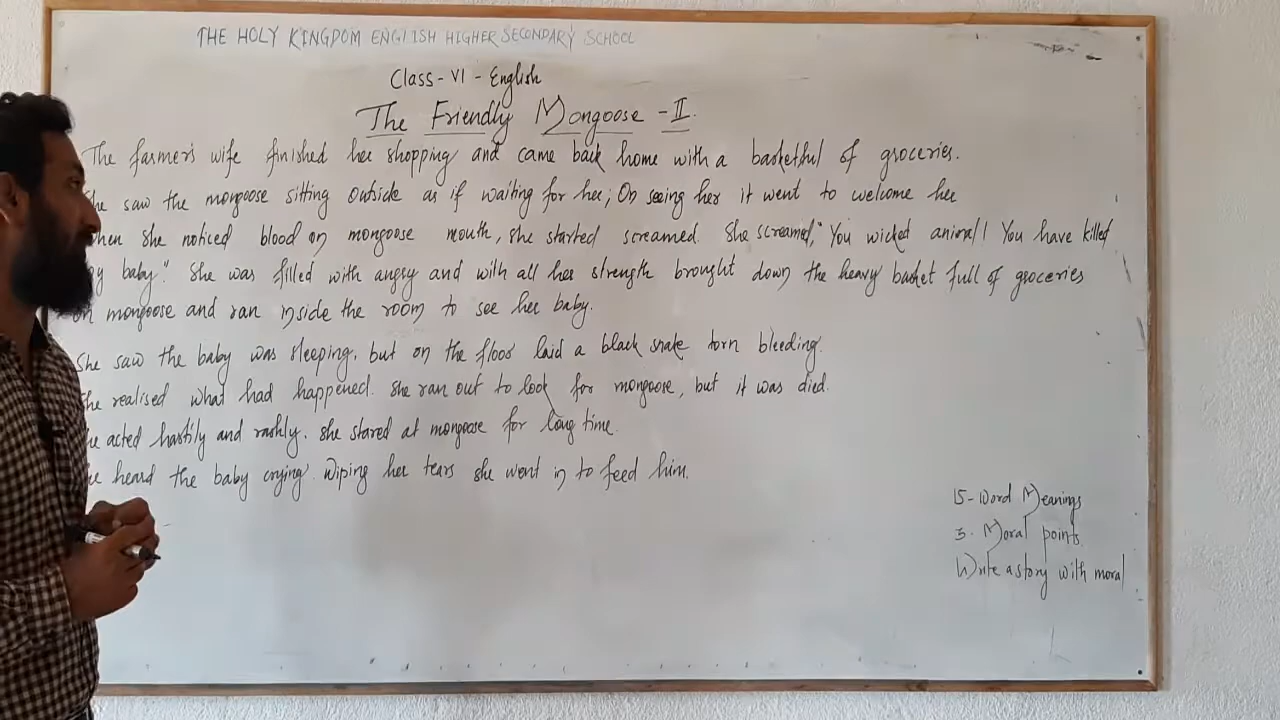 THE HOLY KINGDOM ENGLISH HIGHER SECONDARY SCHOOL
Class - VI - English
The Friendly Mongoose - II.
The farmer's wife finished her shopping and came back home with a basketful of groceries.
he saw the mongoose sitting outside as if waiting for her; On seeing her it went to welcome her
hen she noticed blood on mongoose mouth, she started screamed. She screamed, "You wicked animal! You have killed
y baby". She was filled with angry and with all her strength brought down the heavy basket full of groceries
on mongoose and ran inside the room to see her baby.
She saw the baby was sleeping, but on the floor laid a black snake torn bleeding.
he realised what had happened. she ran out to look for mongoose, but it was died.
e acted hastily and rashly. she stared at mongoose for long time.
e heard the baby crying. Wiping her tears she went in to feed him.
15 - Word Meanings
3. Moral points.
Write a story with moral